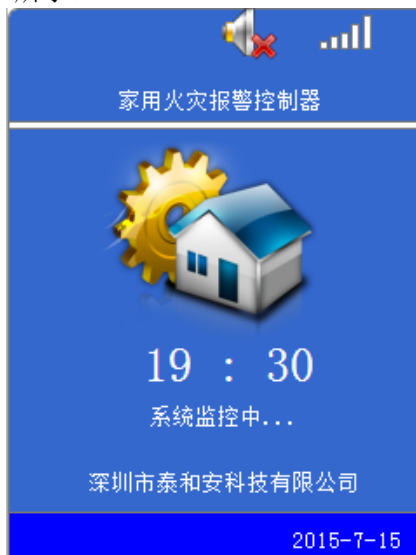 家用火灾报警控制器
19 : 30
系统监控中...
深圳市泰和安科技有限公司
2015-7-15